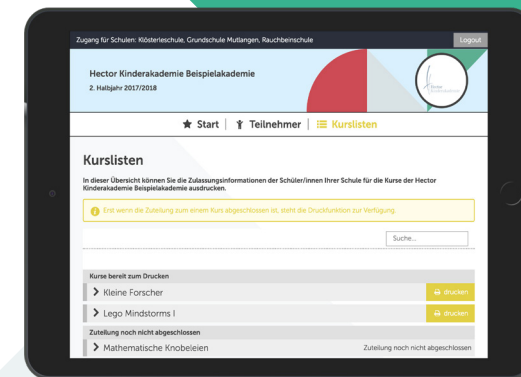 Zugang für Schulen: Klösterleschule, Grundschule Mutlangen, Rauchbeinschule
Logout
Hector Kinderakademie Beispielakademie
2. Halbjahr 2017/2018
Hector
Start
Teilnehmer
Kurslisten
Kurslisten
In dieser Übersicht können Sie die Zulassungsinformationen der Schüler/innen Ihrer Schule für die Kurse der Hector
Kinderakademie Beispielakademie ausdrucken.
Erst wenn die Zuteilung zum einem Kurs abgeschlossen ist, steht die Druckfunktion zur Verfügung.
Suche...
Kurse bereit zum Drucken
Kleine Forscher
drucken
Lego Mindstorms I
drucken
Zuteilung noch nicht abgeschlossen
Mathematische Knobeleien
Zuteilung noch nicht abgeschlossen